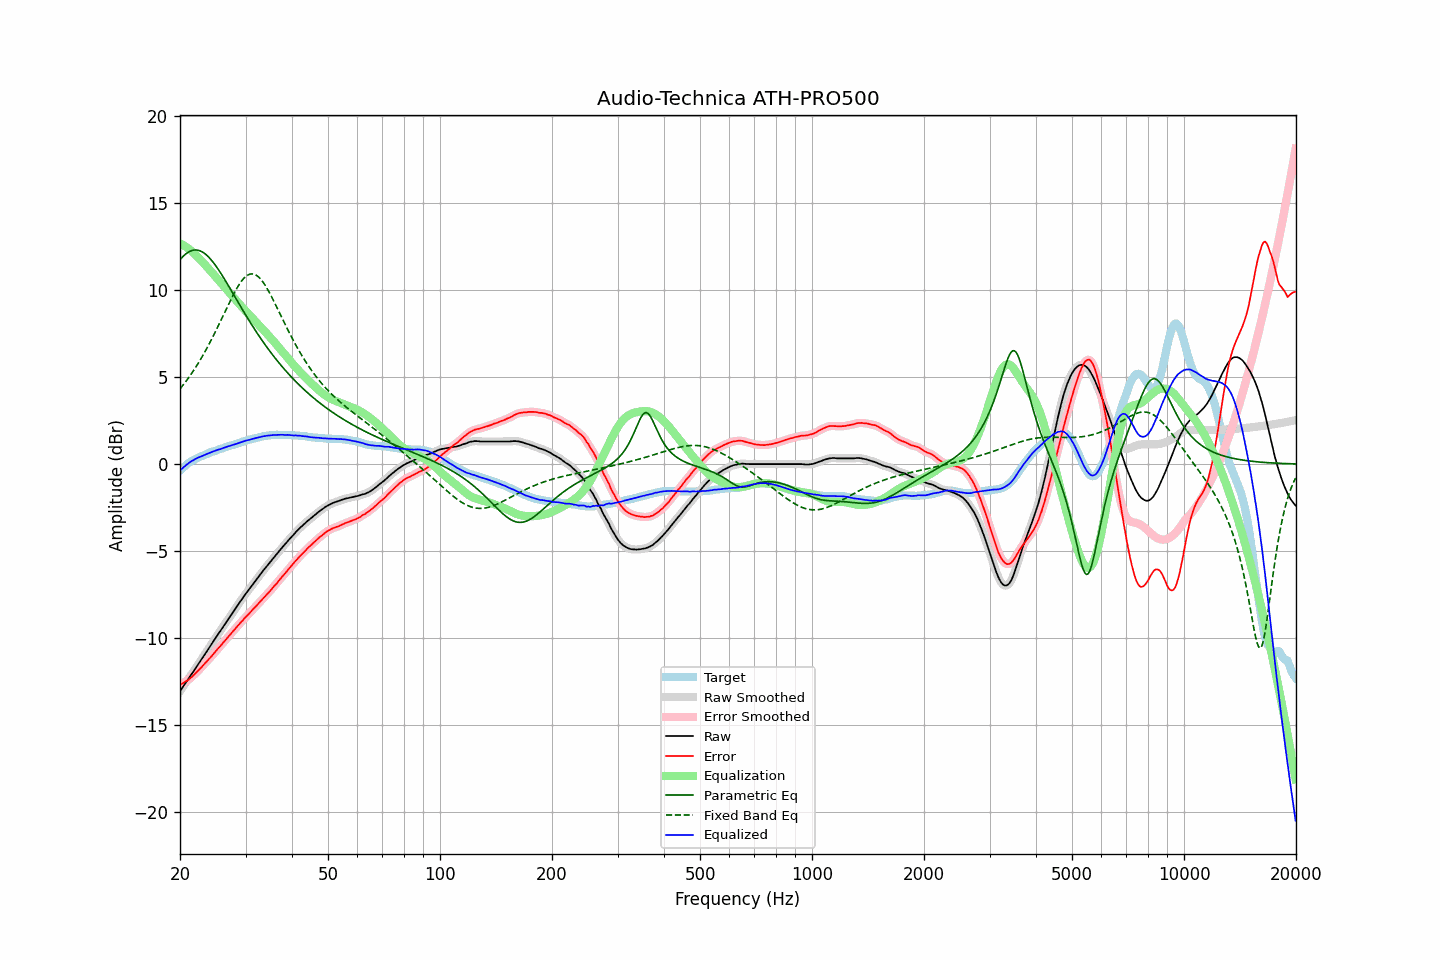 Audio-Technica ATH-PRO500
20
15
10
5
0
−5
−10
−15
−20
Amplitude (dBr)
Target
Raw Smoothed
Error Smoothed
Raw
Error
Equalization
Parametric Eq
Fixed Band Eq
Equalized
20 50 100 200 500 1000 2000 5000 10000 20000
Frequency (Hz)